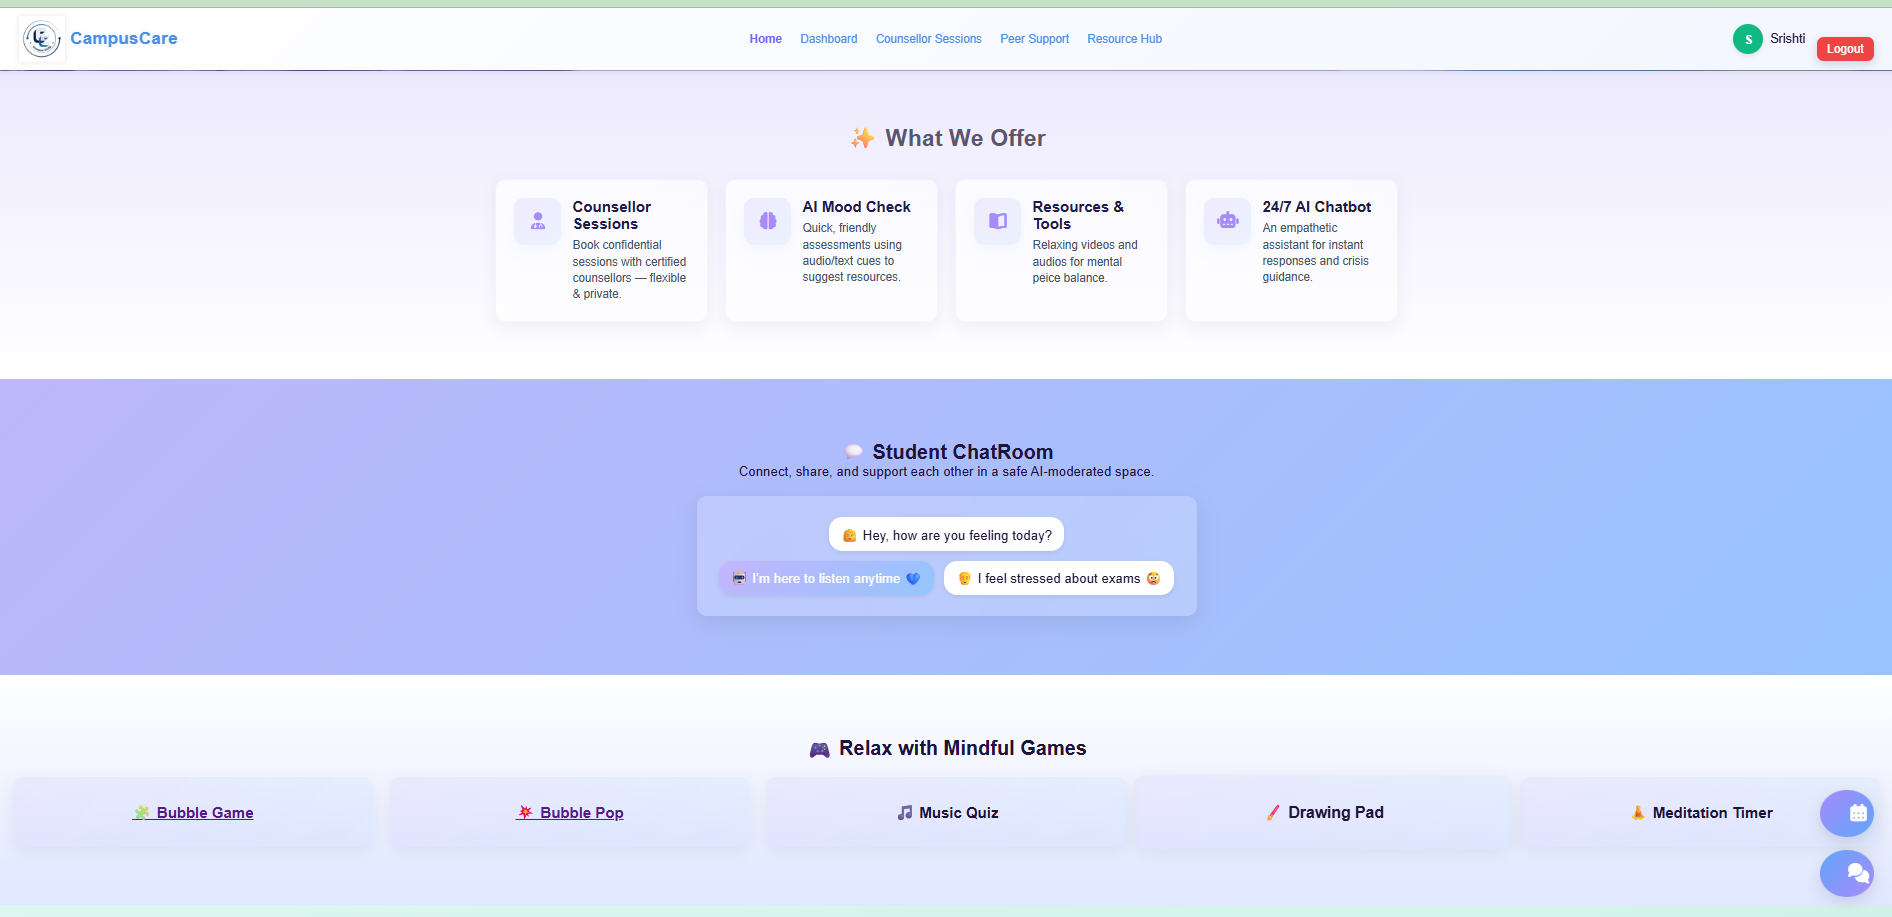 CampusCare
Home Dashboard Counsellor Sessions Peer Support Resource Hub
S Srishti Logout
✨ What We Offer
Counsellor
Sessions
Book confidential
sessions with certified
counsellors — flexible
& private.
AI Mood Check
Quick, friendly
assessments using
audio/text cues to
suggest resources.
Resources &
Tools
Relaxing videos and
audios for mental
peice balance.
24/7 AI Chatbot
An empathetic
assistant for instant
responses and crisis
guidance.
Student ChatRoom
Connect, share, and support each other in a safe AI-moderated space.
Hey, how are you feeling today?
I'm here to listen anytime 💙
I feel stressed about exams
🎮 Relax with Mindful Games
Bubble Game
Bubble Pop
Music Quiz
Drawing Pad
Meditation Timer